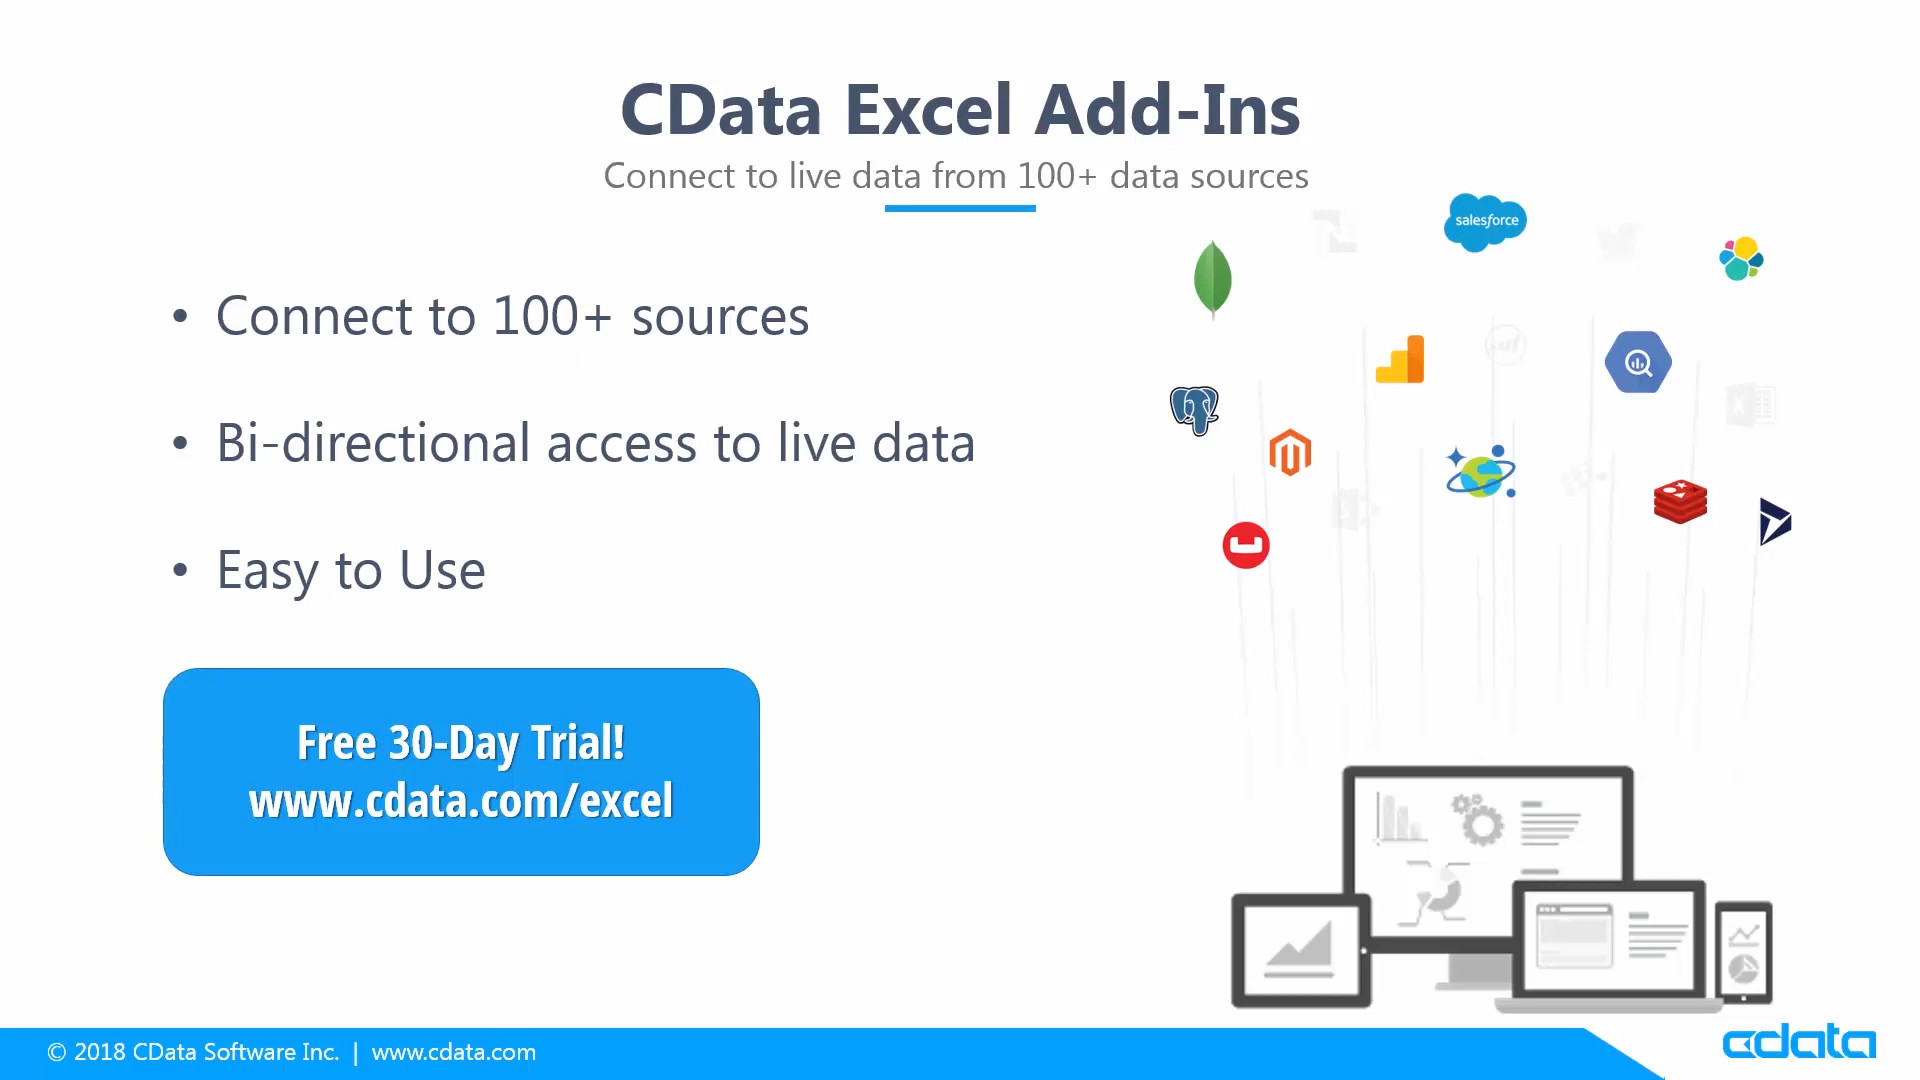 CData Excel Add-Ins
Connect to live data from 100+ data sources
salesforce
• Connect to 100+ sources
• Bi-directional access to live data
• Easy to Use
Free 30-Day Trial!
www.cdata.com/excel
© 2018 CData Software Inc. | www.cdata.com
cdata